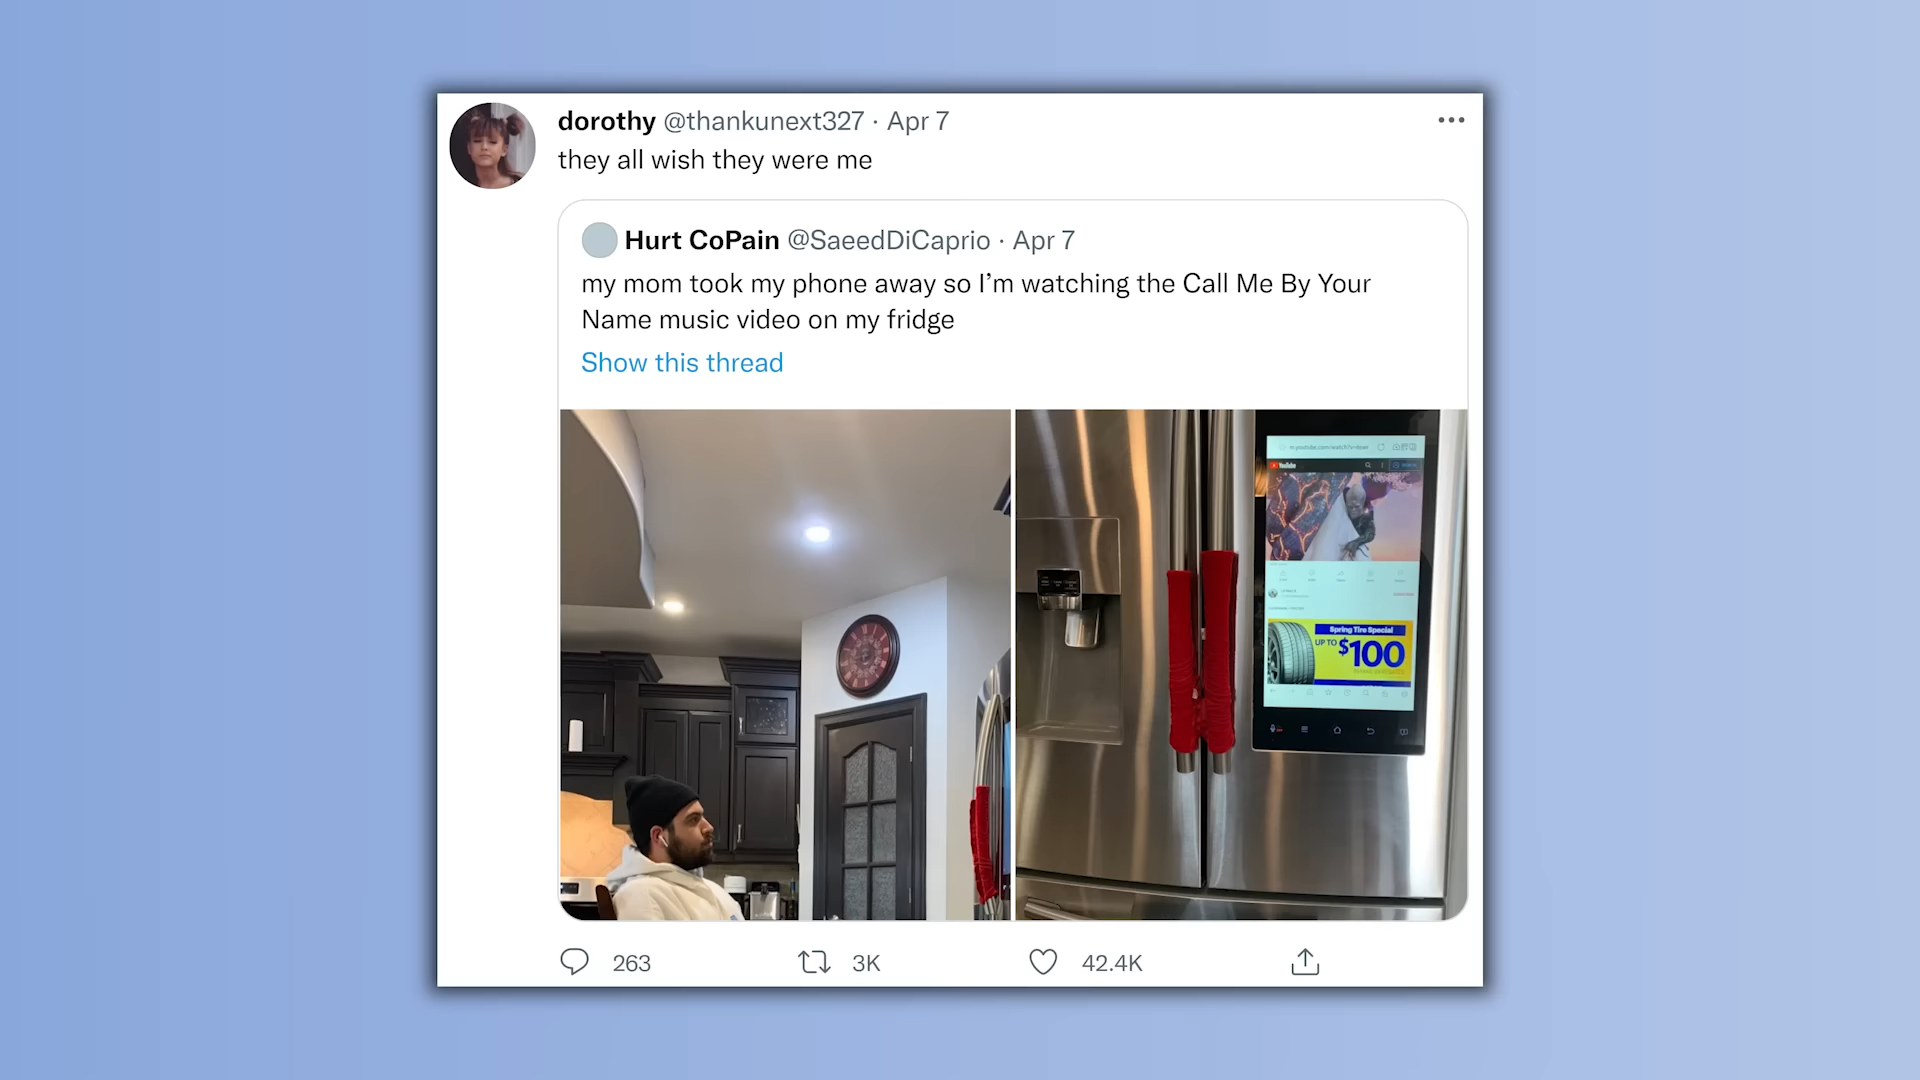 dorothy @thankunext327 · Apr 7
they all wish they were me
Hurt CoPain @SaeedDiCaprio · Apr 7
my mom took my phone away so I’m watching the Call Me By Your
Name music video on my fridge
Show this thread
YouTube
Spring Tire Special
UP TO $100
263 3K 42.4K